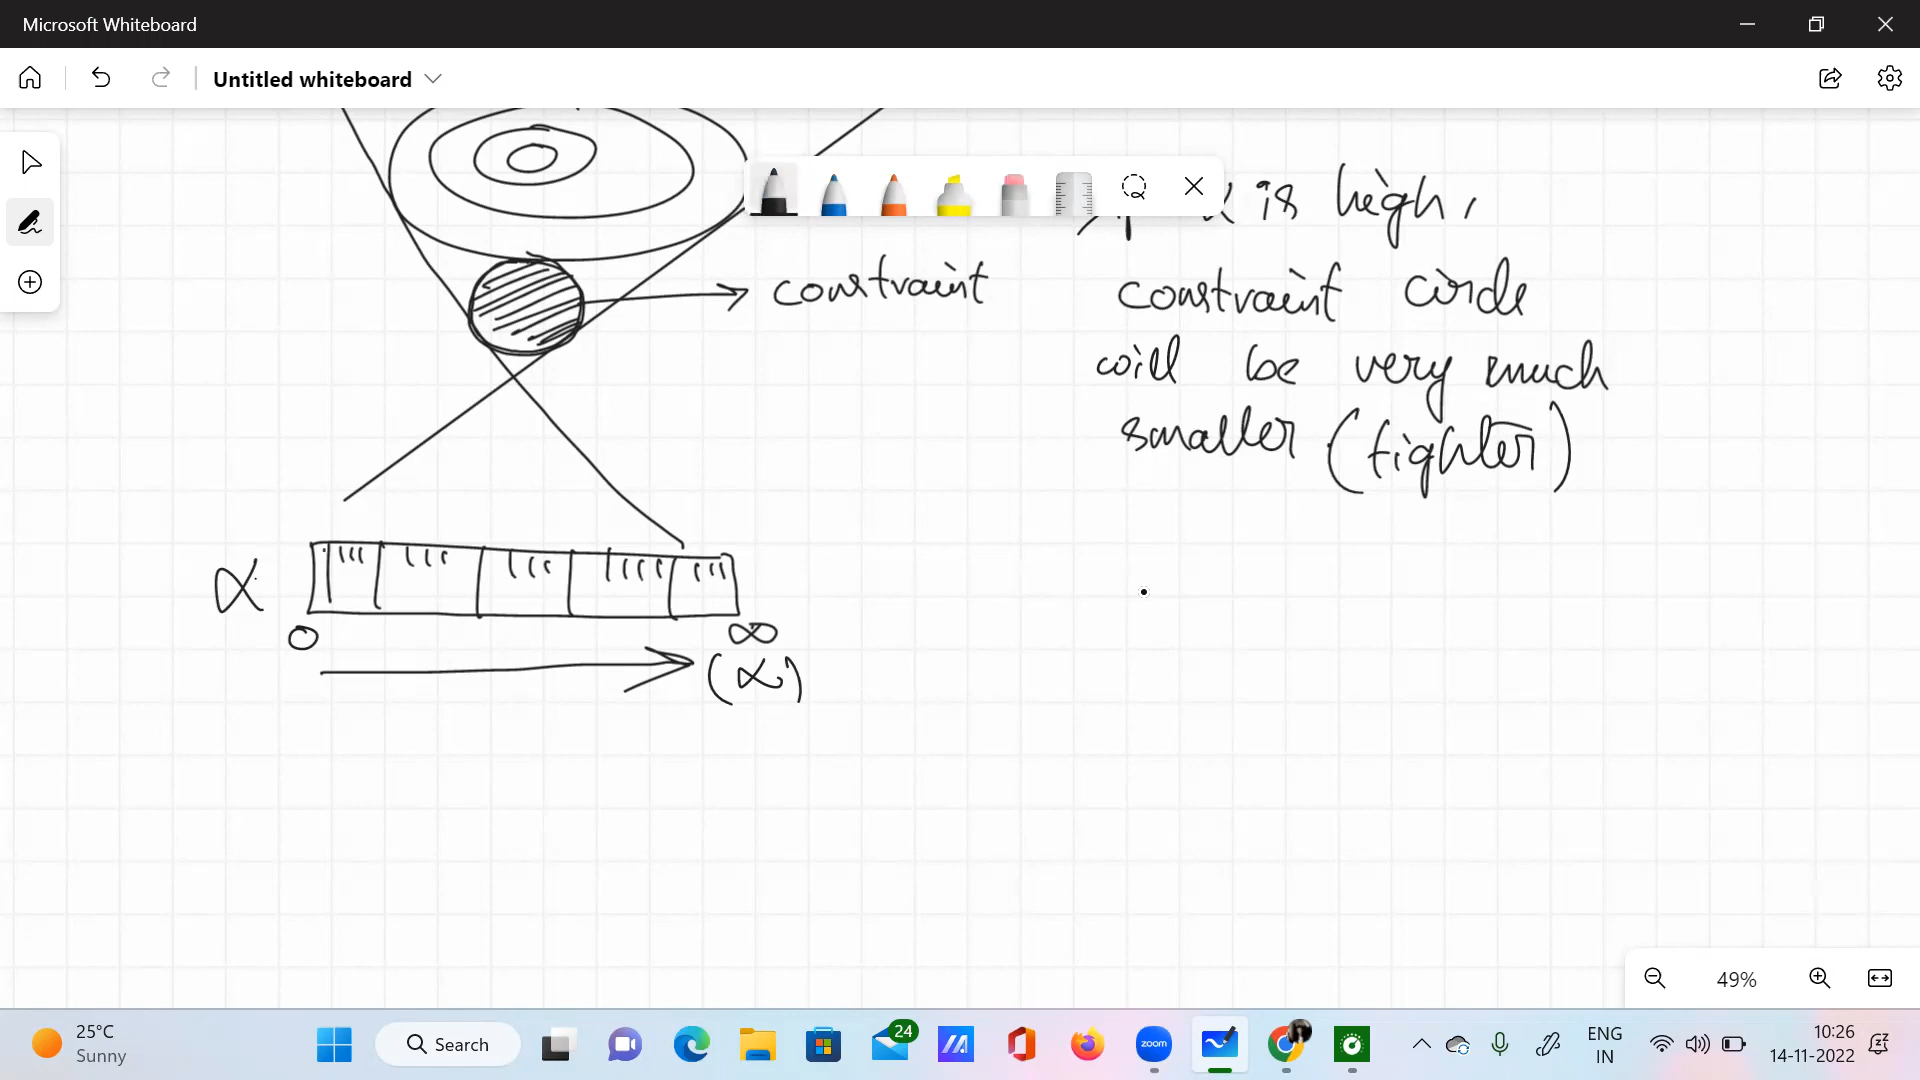 Microsoft Whiteboard
Untitled whiteboard
α is high,
constraint
constraint circle
will be very much
smaller (tighter)
α
0
∞
(α)
49%
25°C
Sunny
Search
24
zoom
ENG
IN
10:26
14-11-2022